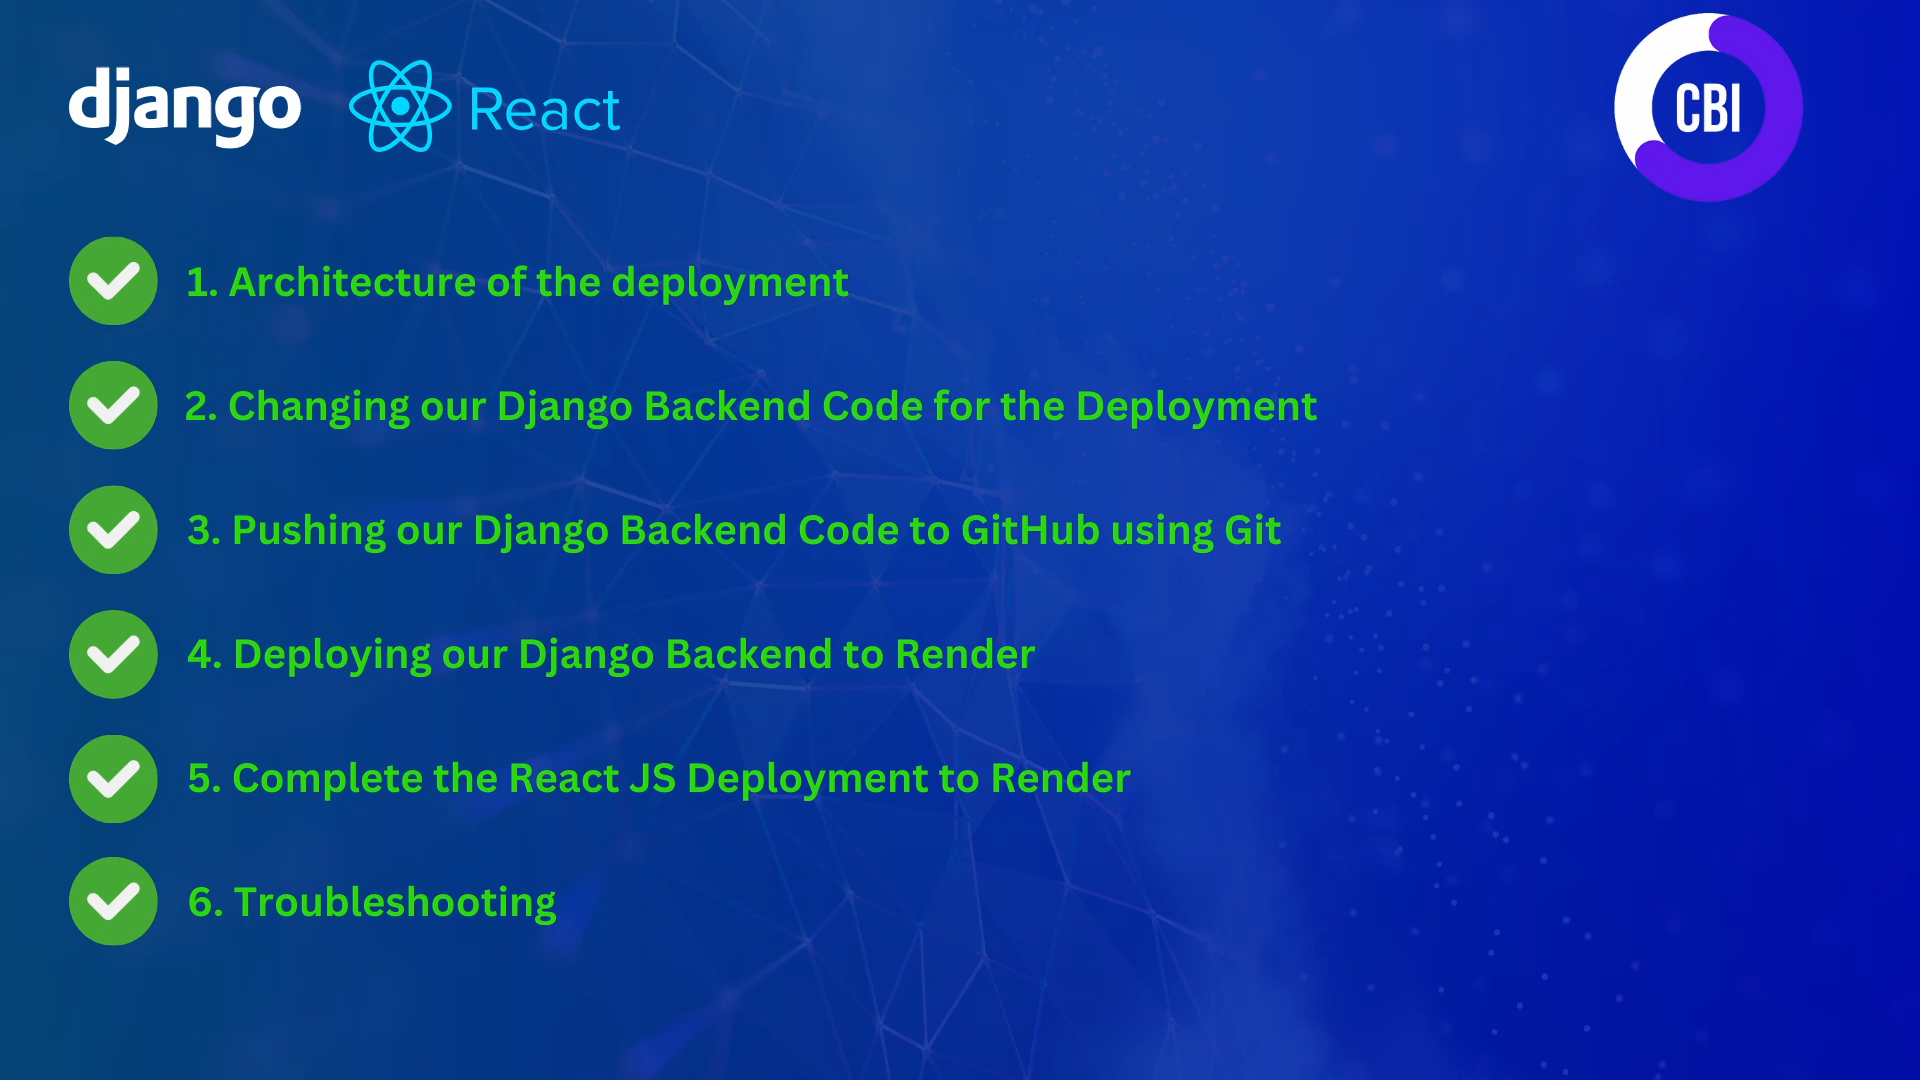 django
React
CBI
1. Architecture of the deployment
2. Changing our Django Backend Code for the Deployment
3. Pushing our Django Backend Code to GitHub using Git
4. Deploying our Django Backend to Render
5. Complete the React JS Deployment to Render
6. Troubleshooting